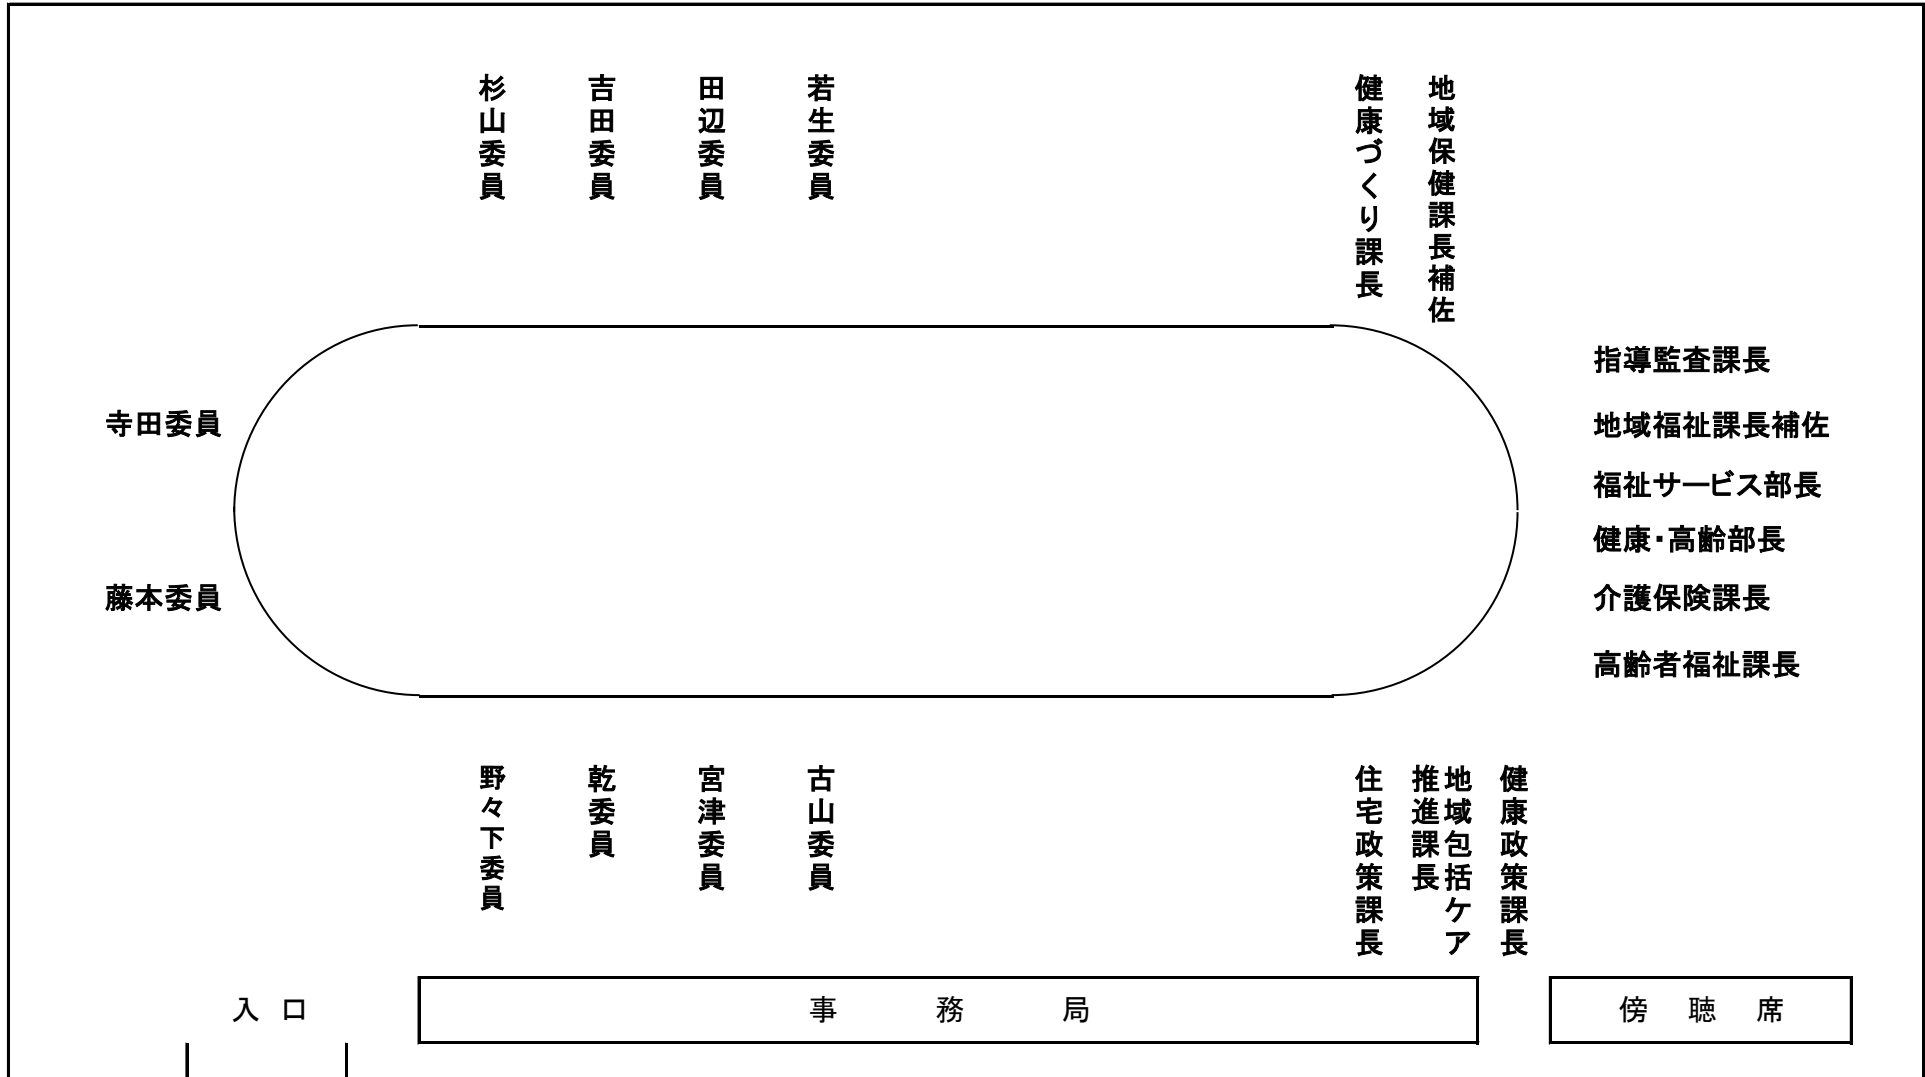 杉山委員
吉田委員
田辺委員
若生委員
健康づくり課長
地域保健課長補佐
寺田委員
藤本委員
指導監査課長
地域福祉課長補佐
福祉サービス部長
健康・高齢部長
介護保険課長
高齢者福祉課長
野々下委員
乾委員
宮津委員
古山委員
住宅政策課長
地域包括ケア
推進課長
健康政策課長
入 口
事 務 局
傍 聴 席